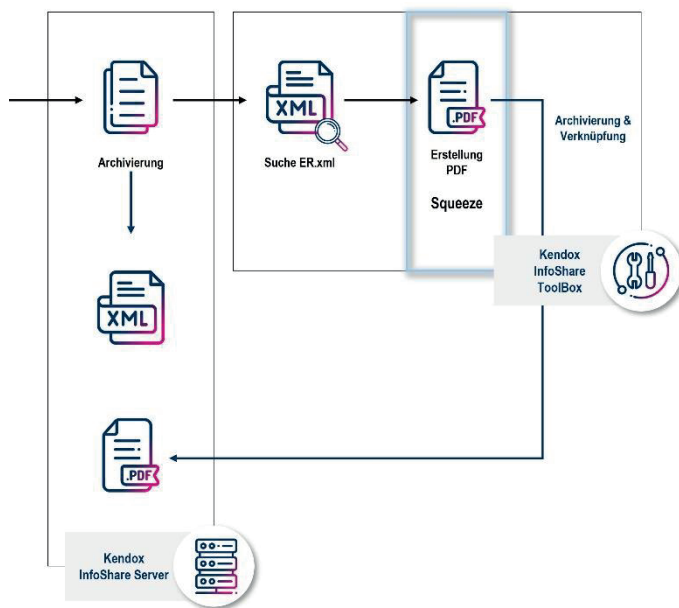 XML
.PDF
Archivierung
Suche ER.xml
Erstellung
PDF
Squeeze
Archivierung &
Verknüpfung
Kendox
InfoShare
ToolBox
XML
.PDF
Kendox
InfoShare Server